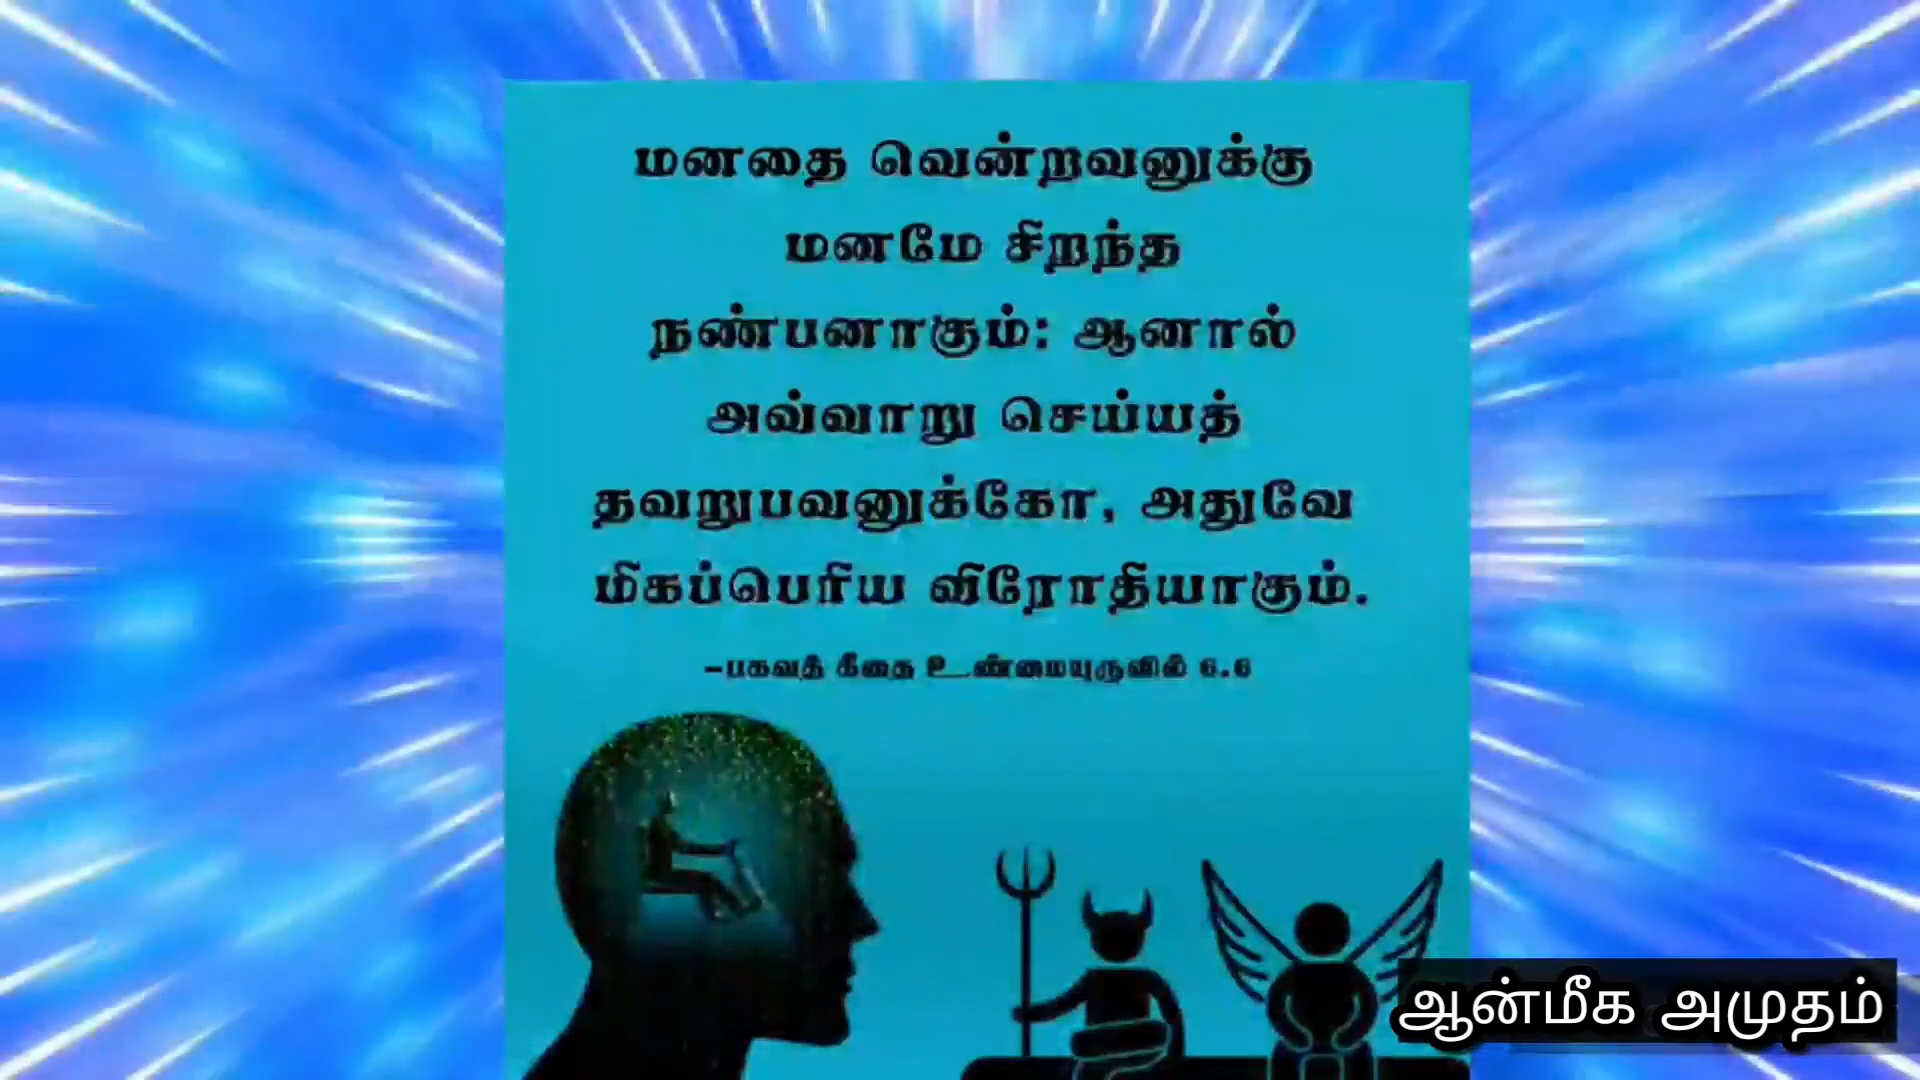 மனதை வென்றவனுக்கு
மனமே சிறந்த
நண்பனாகும்: ஆனால்
அவ்வாறு செய்யத்
தவறுபவனுக்கோ, அதுவே
மிகப்பெரிய விரோதியாகும்.
-பகவத் கீதை உண்மையுருவில் 6.6
ஆன்மீக அமுதம்